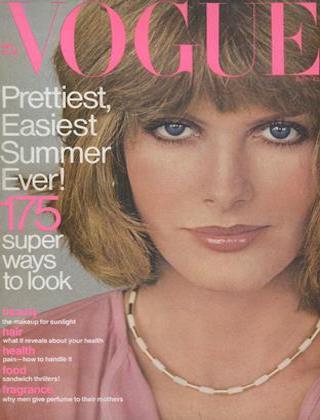 VOGUE
Prettiest,
Easiest
Summer
Ever!
175
super
ways
to look
beauty
the makeup for sunlight
hair
what it reveals about your health
health
pain—how to handle it
food
sandwich thrillers!
fragrance
why men give perfume to their mothers